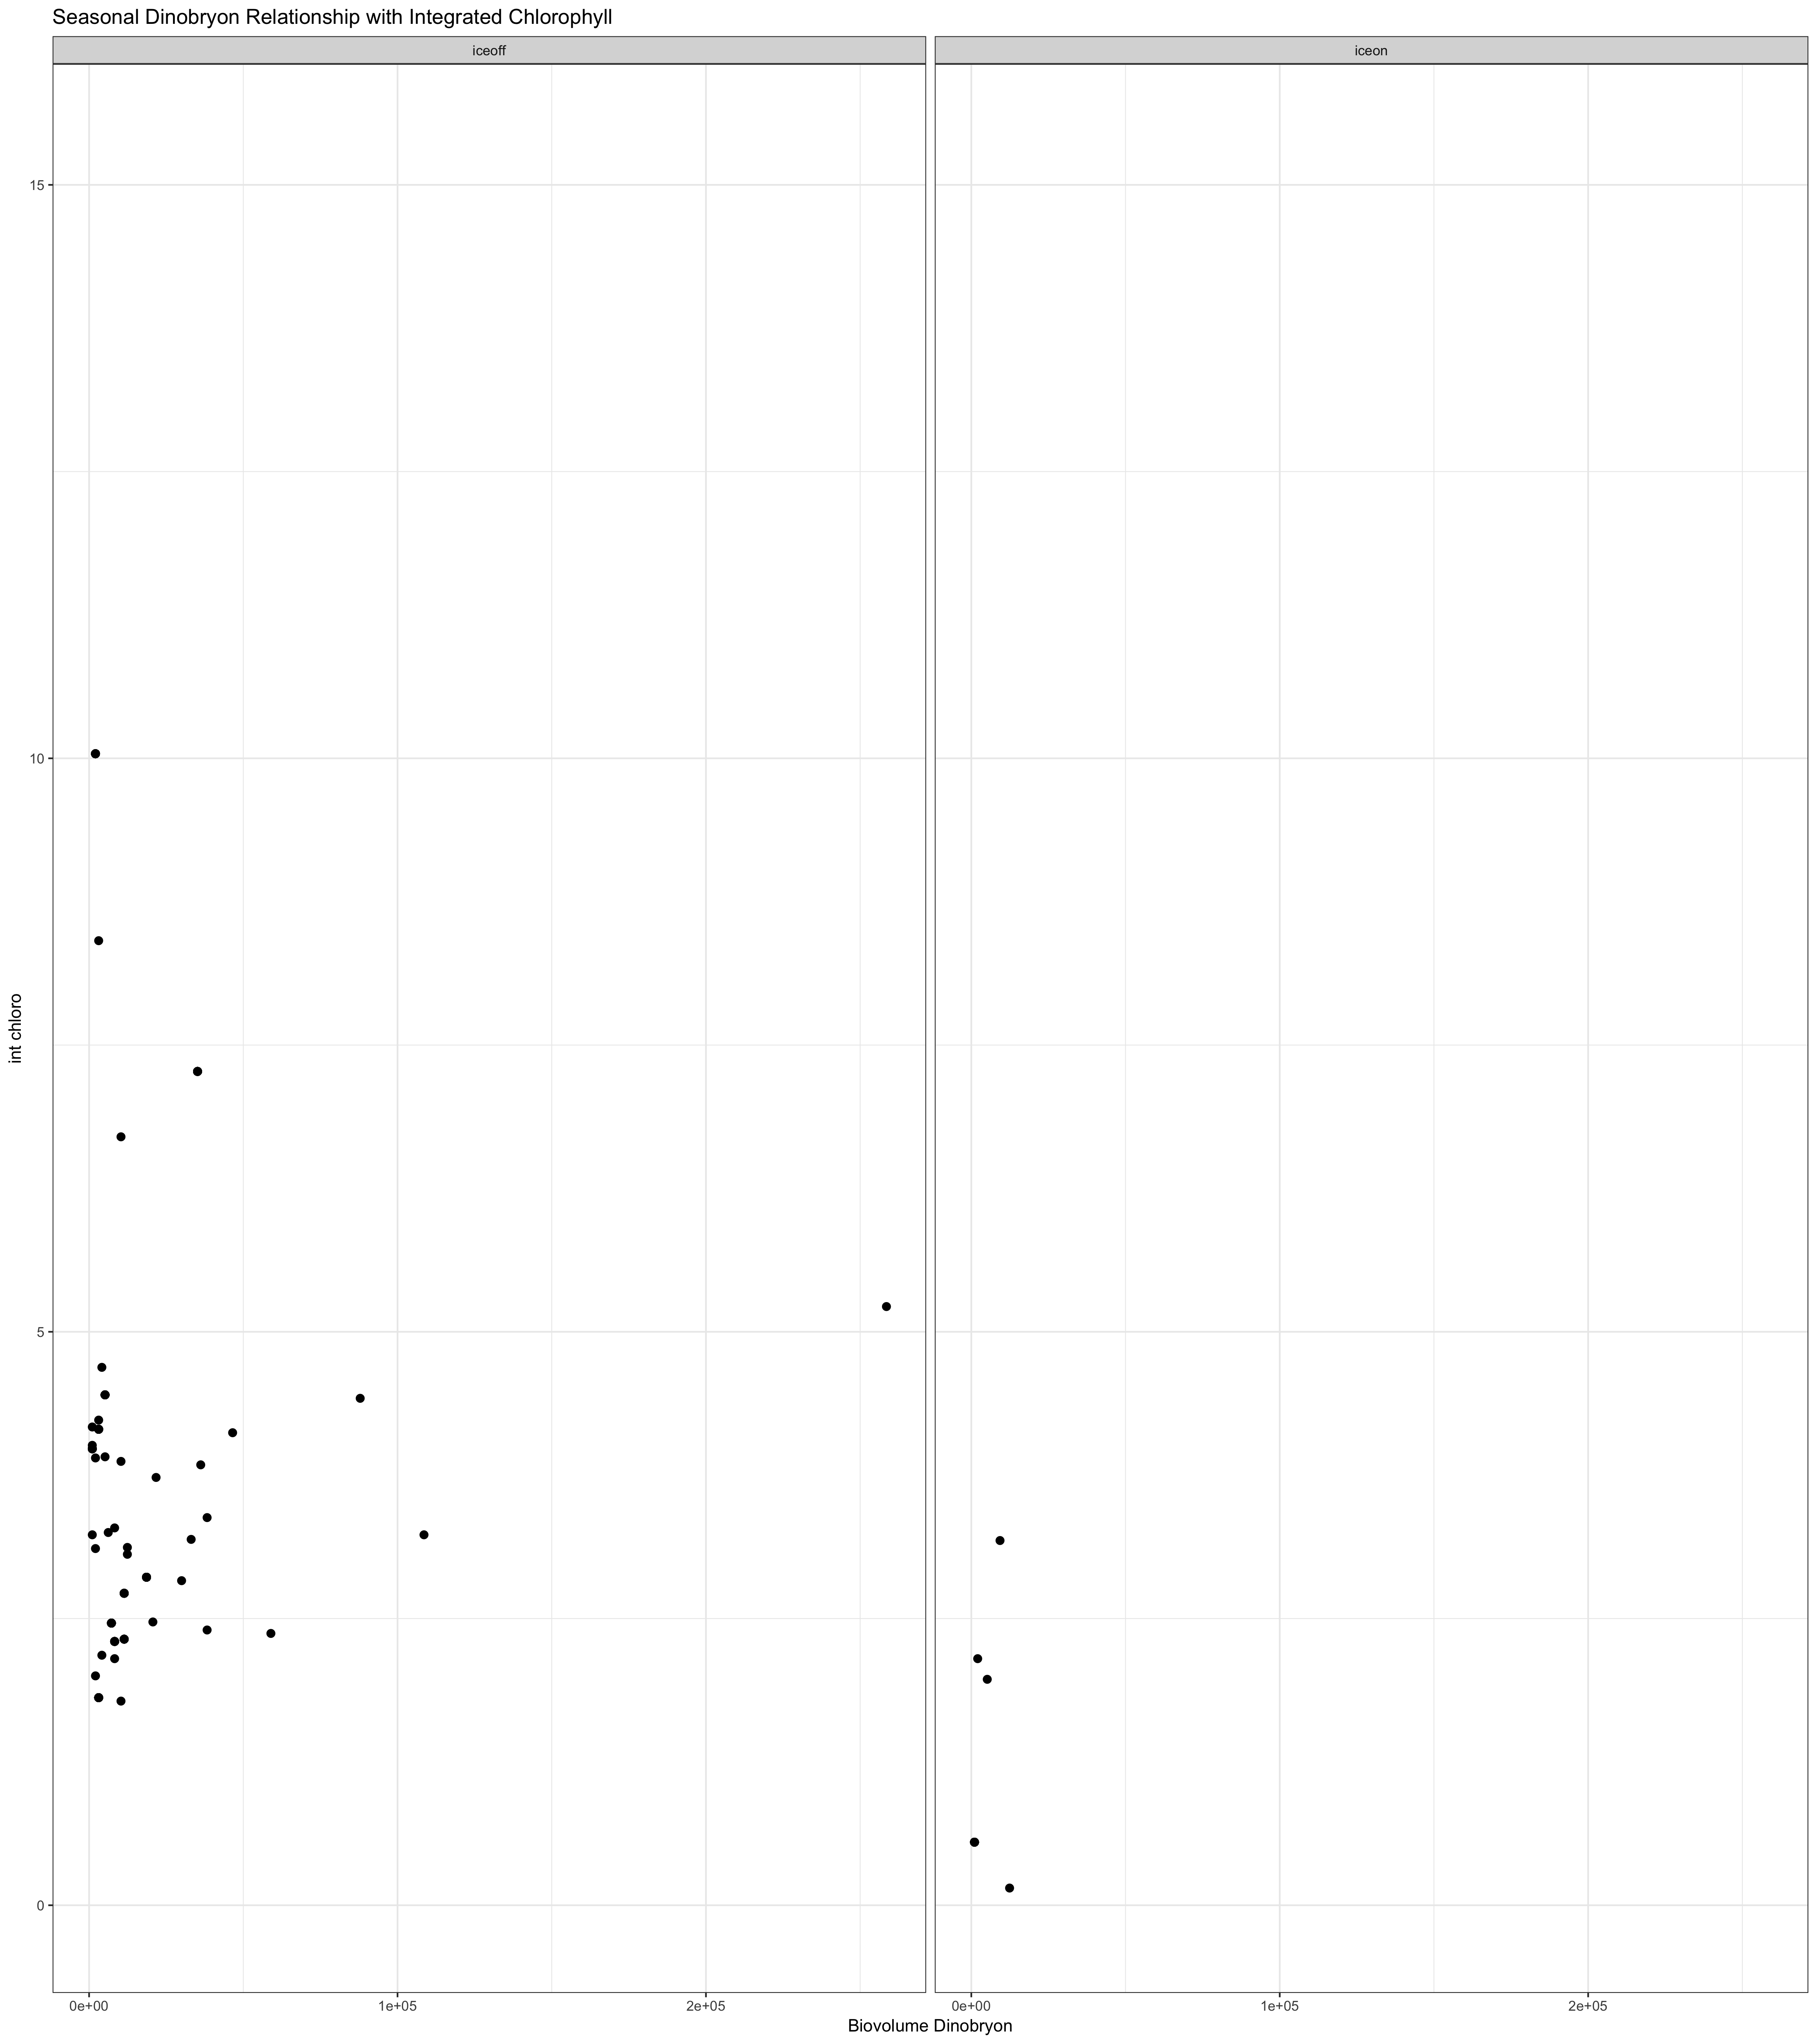 Seasonal Dinobryon Relationship with Integrated Chlorophyll
iceoff
iceon
15
10
5
0
int chloro
0e+00
1e+05
2e+05
0e+00
1e+05
2e+05
Biovolume Dinobryon